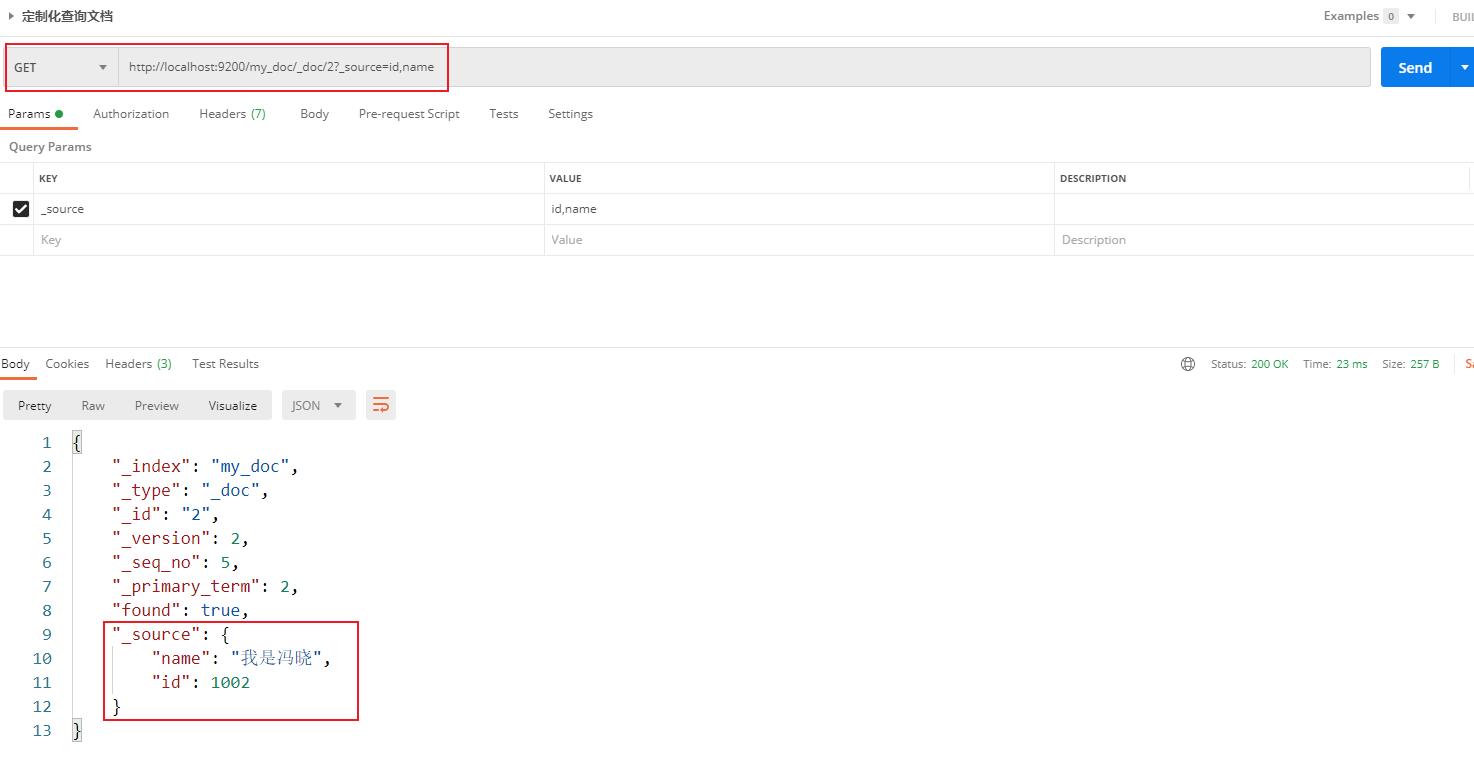 定制化查询文档
Examples 0
GET http://localhost:9200/my_doc/_doc/2?_source=id,name
Send
Params Authorization Headers (7) Body Pre-request Script Tests Settings
Query Params
KEY VALUE DESCRIPTION
_source id,name
Key Value Description
Body Cookies Headers (3) Test Results Status: 200 OK Time: 23 ms Size: 257 B
Pretty Raw Preview Visualize JSON
1 {
2 "_index": "my_doc",
3 "_type": "_doc",
4 "_id": "2",
5 "_version": 2,
6 "_seq_no": 5,
7 "_primary_term": 2,
8 "found": true,
9 "_source": {
10 "name": "我是冯晓",
11 "id": 1002
12 }
13 }